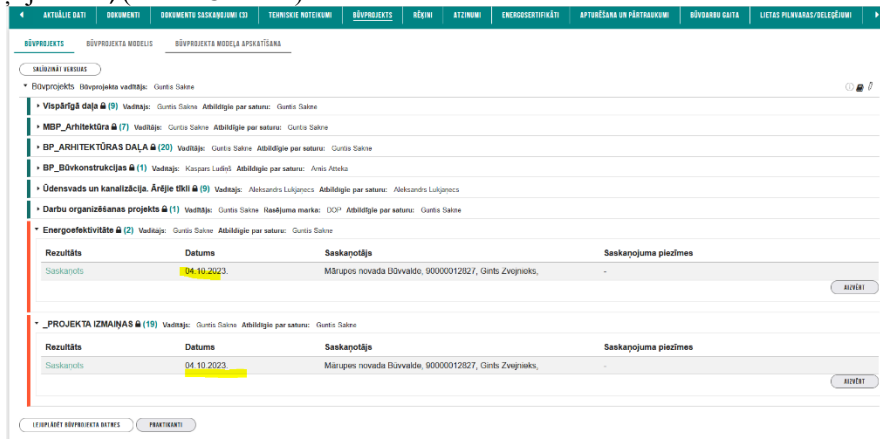 AKTUĀLIE DATI DOKUMENTI DOKUMENTU SASKAŅOJUMI (3) TEHNISKIE NOTEIKUMI BŪVPROJEKTS RĒĶINI ATZINUMI ENERGOSERTIFIKĀTI APTURĒŠANA UN PĀRTRAUKUMI BŪVDARBU GAITA LIETAS PILNVARAS/DELEĢĒJUMI
BŪVPROJEKTS BŪVPROJEKTA MODELIS BŪVPROJEKTA MODEĻA APSKATĪŠANA
SALĪDZINĀT VERSIJAS
Būvprojekts Būvprojekta vadītājs: Guntis Sakne
Vispārīgā daļa (9) Vadītājs: Guntis Sakne Atbildīgie par saturu: Guntis Sakne
MBP_Arhitektūra (7) Vadītājs: Guntis Sakne Atbildīgie par saturu: Guntis Sakne
BP_ARHITEKTŪRAS DAĻA (20) Vadītājs: Guntis Sakne Atbildīgie par saturu: Guntis Sakne
BP_Būvkonstrukcijas (1) Vadītājs: Kaspars Ludiņš Atbildīgie par saturu: Arnis Atteka
Ūdensvads un kanalizācija. Ārējie tīkli (9) Vadītājs: Aleksandrs Lukjaņecs Atbildīgie par saturu: Aleksandrs Lukjaņecs
Darbu organizēšanas projekts (1) Vadītājs: Guntis Sakne Rasējuma marka: DOP Atbildīgie par saturu: Guntis Sakne
Energoefektivitāte (2) Vadītājs: Guntis Sakne Atbildīgie par saturu: Guntis Sakne
Rezultāts Datums Saskaņotājs Saskaņojuma piezīmes
Saskaņots 04.10.2023. Mārupes novada Būvvalde, 90000012827, Gints Zvejnieks, -
AIZVĒRT
_PROJEKTA IZMAIŅAS (19) Vadītājs: Guntis Sakne Atbildīgie par saturu: Guntis Sakne
Rezultāts Datums Saskaņotājs Saskaņojuma piezīmes
Saskaņots 04.10.2023. Mārupes novada Būvvalde, 90000012827, Gints Zvejnieks, -
AIZVĒRT
LEJUPLĀDĒT BŪVPROJEKTA DATNES PRAKTIKANTI